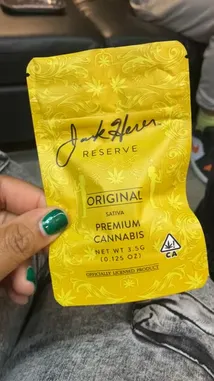 Jack Herer
RESERVE
ORIGINAL
SATIVA
PREMIUM
CANNABIS
NET WT 3.5G
(0.125 OZ)
CA
OFFICIALLY LICENSED PRODUCT